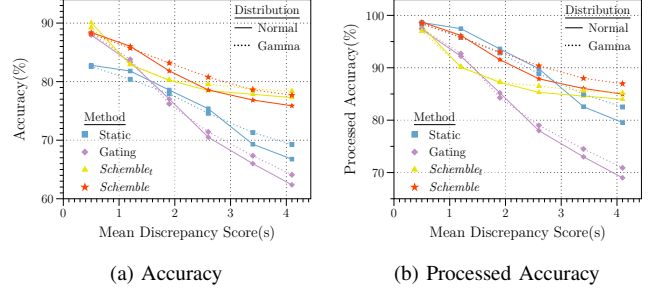 Distribution
Normal
Gamma
90
80
70
60
Accuracy(%)
Method
Static
Gating
Schemble_t
Schemble
0 1 2 3 4
Mean Discrepancy Score(s)
(a) Accuracy
Distribution
Normal
Gamma
100
90
80
70
Processed Accuracy(%)
Method
Static
Gating
Schemble_t
Schemble
0 1 2 3 4
Mean Discrepancy Score(s)
(b) Processed Accuracy